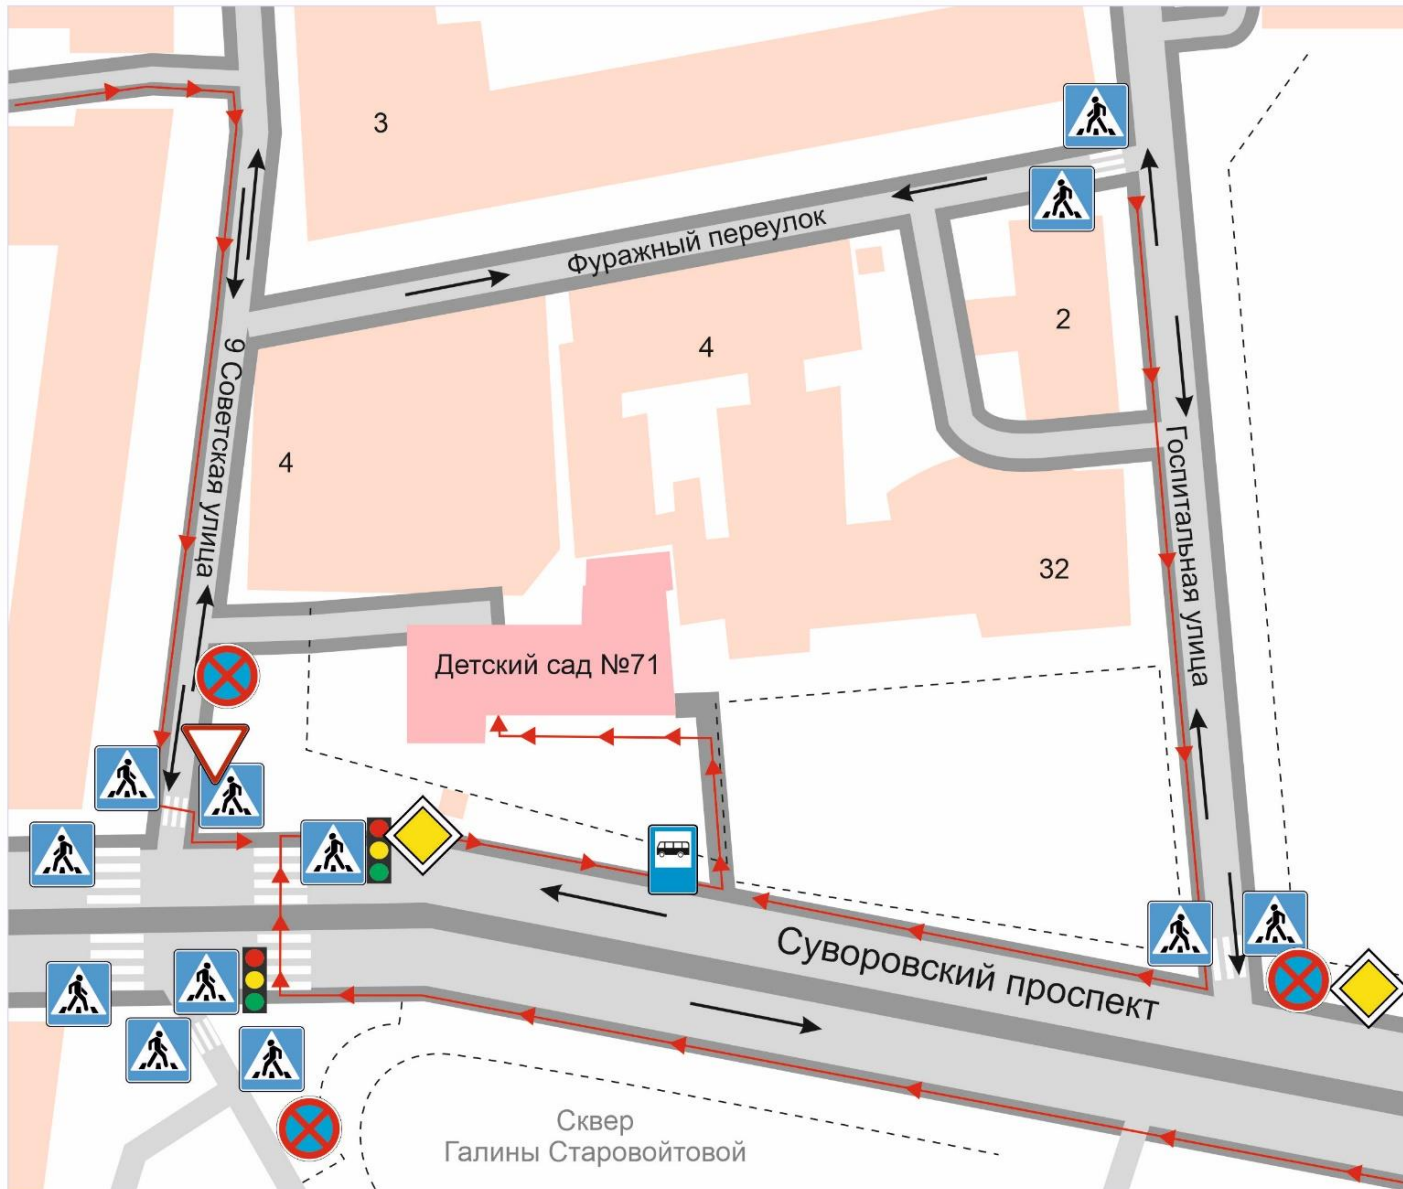 3
Фуражный переулок
2
4
9 Советская улица
4
Госпитальная улица
32
Детский сад №71
Суворовский проспект
Сквер
Галины Старовойтовой